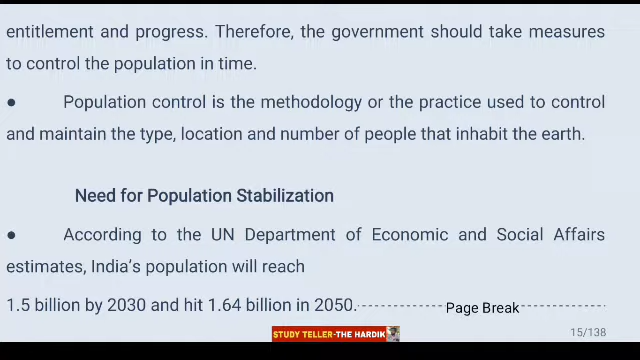 entitlement and progress. Therefore, the government should take measures
to control the population in time.
● Population control is the methodology or the practice used to control
and maintain the type, location and number of people that inhabit the earth.
Need for Population Stabilization
● According to the UN Department of Economic and Social Affairs
estimates, India's population will reach
1.5 billion by 2030 and hit 1.64 billion in 2050. Page Break
STUDY TELLER-THE HARDIK
15/138